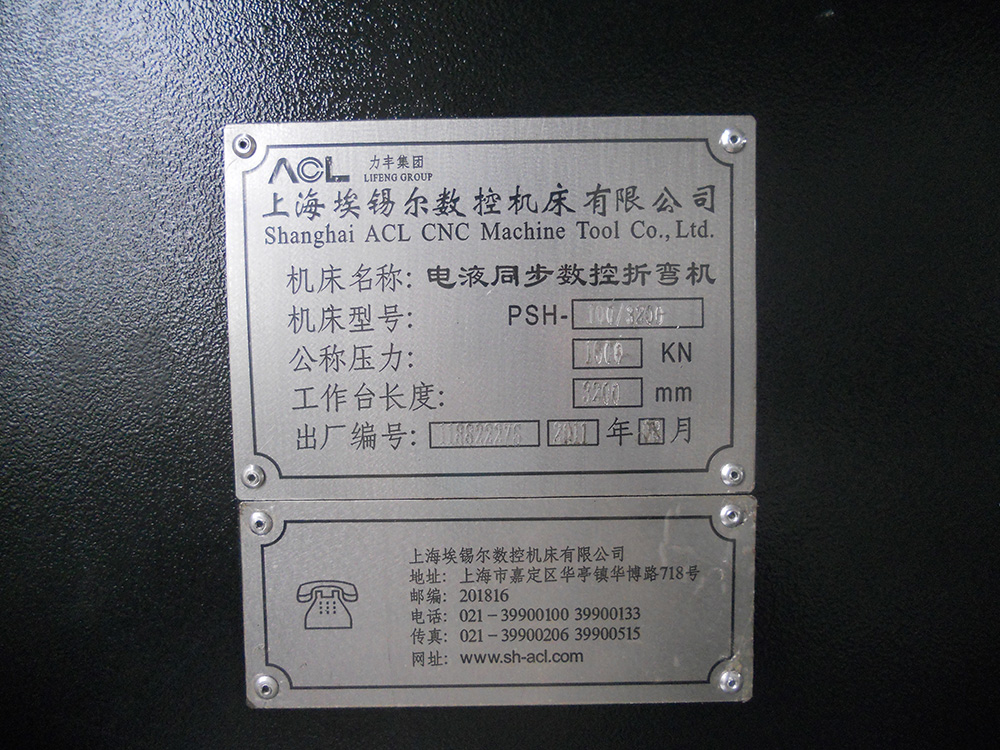 ACL 力丰集团
LIFENG GROUP
上海埃锡尔数控机床有限公司
Shanghai ACL CNC Machine Tool Co., Ltd.
机床名称: 电液同步数控折弯机
机床型号: PSH- 100/3200
公称压力: 1000 KN
工作台长度: 3200 mm
出厂编号: 2011 年 月
上海埃锡尔数控机床有限公司
地址: 上海市嘉定区华亭镇华博路718号
邮编: 201816
电话: 021-39900100 39900133
传真: 021-39900206 39900515
网址: www.sh-acl.com